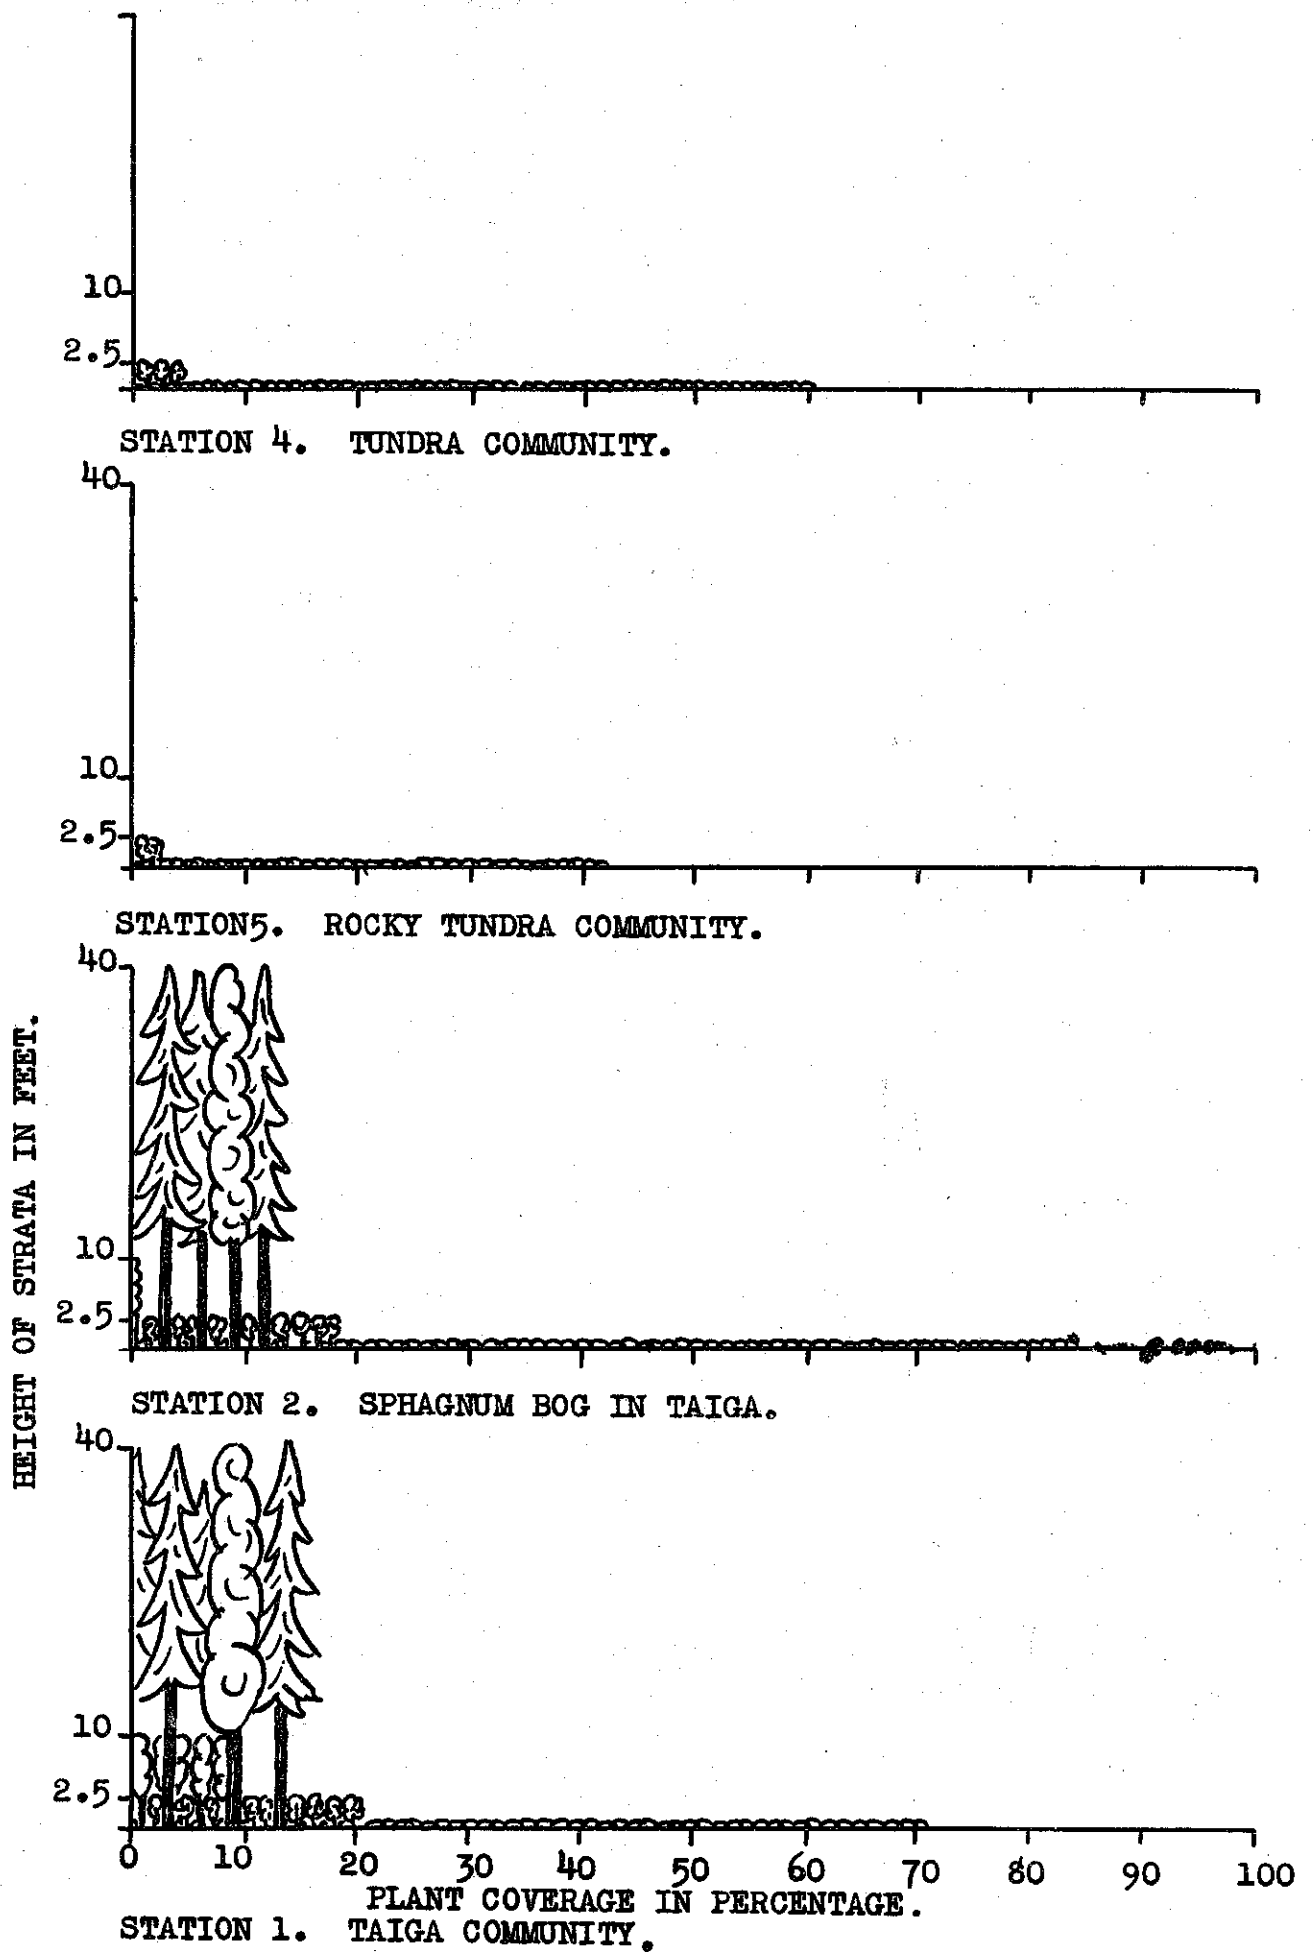 10
2.5
STATION 4. TUNDRA COMMUNITY.
40
10
2.5
STATION5. ROCKY TUNDRA COMMUNITY.
40
10
2.5
STATION 2. SPHAGNUM BOG IN TAIGA.
HEIGHT OF STRATA IN FEET.
40
10
2.5
0 10 20 30 40 50 60 70 80 90 100
PLANT COVERAGE IN PERCENTAGE.
STATION 1. TAIGA COMMUNITY.